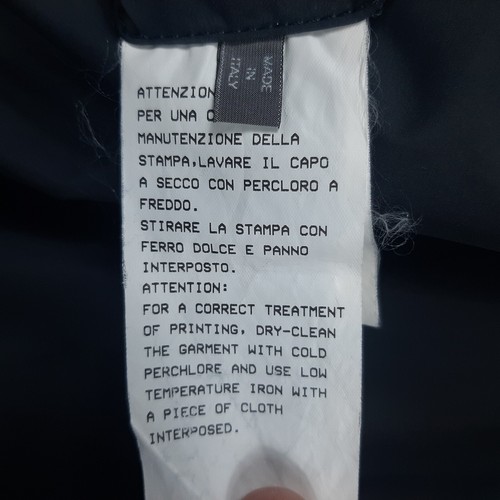 MADE
IN
ITALY
ATTENZION
PER UNA
MANUTENZIONE DELLA
STAMPA,LAVARE IL CAPO
A SECCO CON PERCLORO A
FREDDO.
STIRARE LA STAMPA CON
FERRO DOLCE E PANNO
INTERPOSTO.
ATTENTION:
FOR A CORRECT TREATMENT
OF PRINTING, DRY-CLEAN
THE GARMENT WITH COLD
PERCHLORE AND USE LOW
TEMPERATURE IRON WITH
A PIECE OF CLOTH
INTERPOSED.